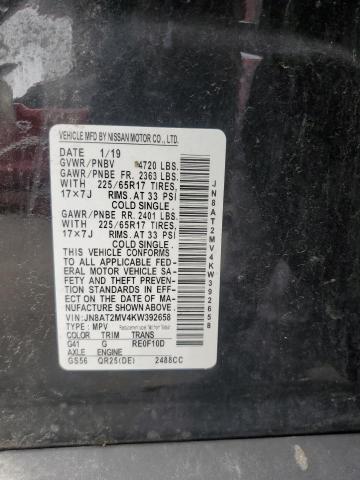 VEHICLE MFD BY NISSAN MOTOR CO., LTD.
DATE 1/19
GVWR/PNBV 4720 LBS.
GAWR/PNBE FR. 2363 LBS.
WITH 225/65R17 TIRES,
17×7J RIMS AT 33 PSI
COLD SINGLE.
GAWR/PNBE RR. 2401 LBS.
WITH 225/65R17 TIRES,
17×7J RIMS AT 33 PSI
COLD SINGLE.
THIS VEHICLE CONFORMS
TO ALL APPLICABLE FED-
ERAL MOTOR VEHICLE SA-
FETY AND THEFT PREVEN-
TION STANDARDS IN EFF-
ECT ON THE DATE OF MAN-
UFACTURE SHOWN ABOVE.
VIN:JN8AT2MV4KW392658
TYPE: MPV
COLOR TRIM TRANS
G41 G RE0F10D
AXLE ENGINE
GS56 QR25(DE) 2488CC
JN8AT2MV4KW392658